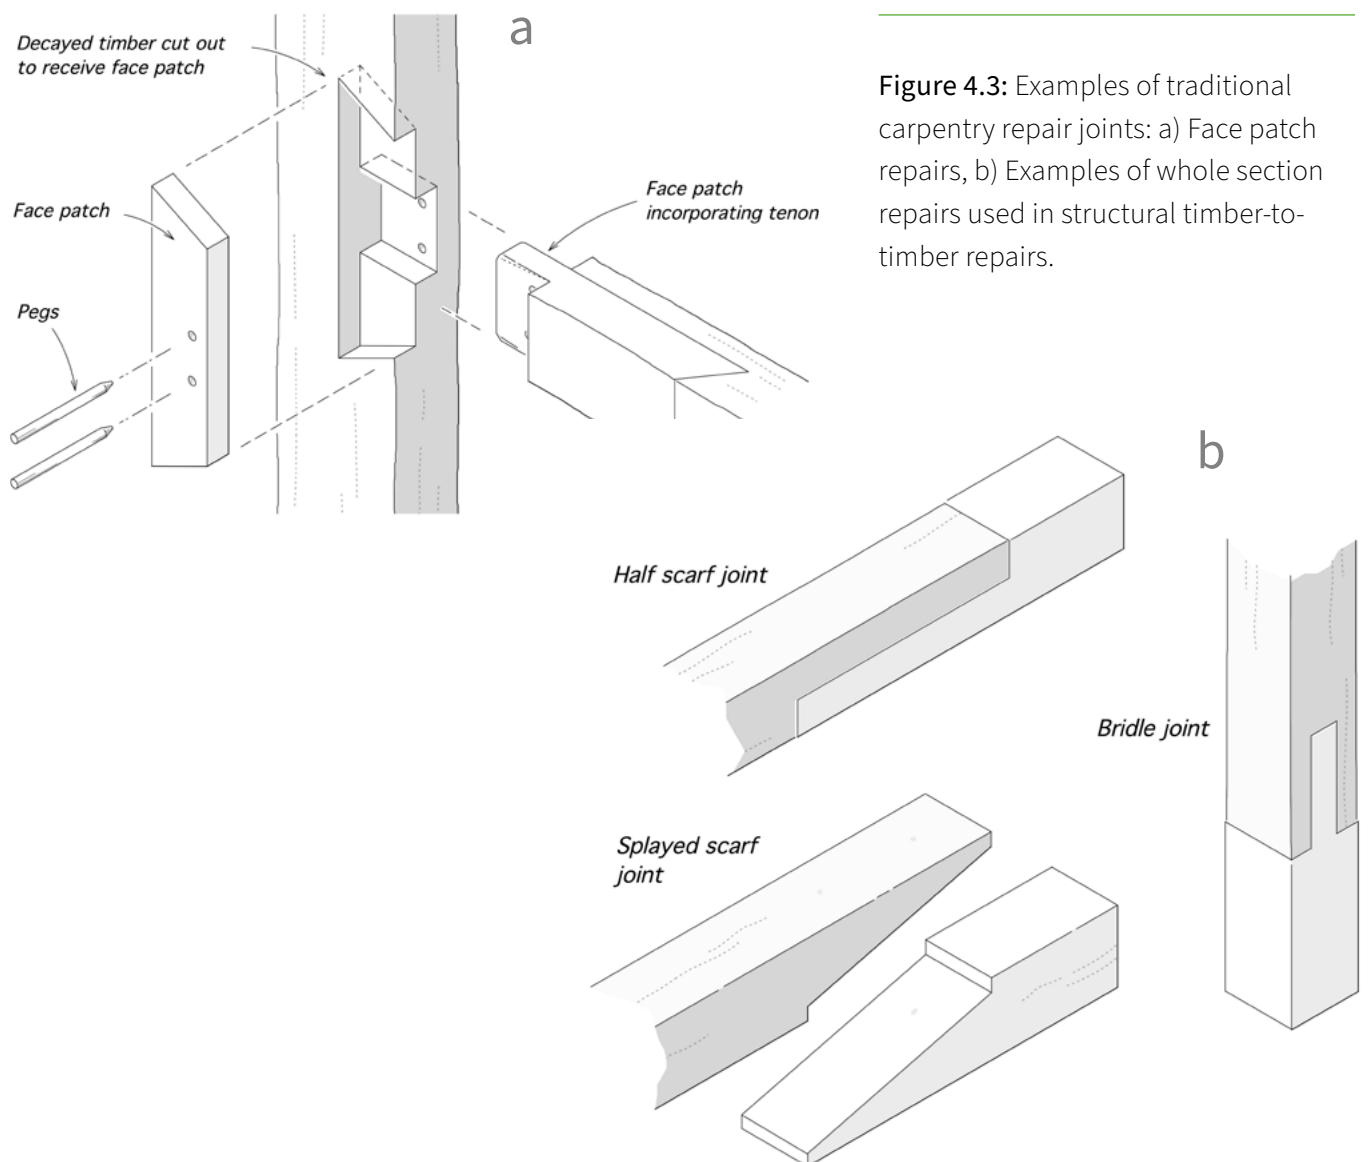 a
Decayed timber cut out
to receive face patch
Face patch
Pegs
Face patch
incorporating tenon
Figure 4.3: Examples of traditional
carpentry repair joints: a) Face patch
repairs, b) Examples of whole section
repairs used in structural timber-to-
timber repairs.
b
Half scarf joint
Bridle joint
Splayed scarf
joint